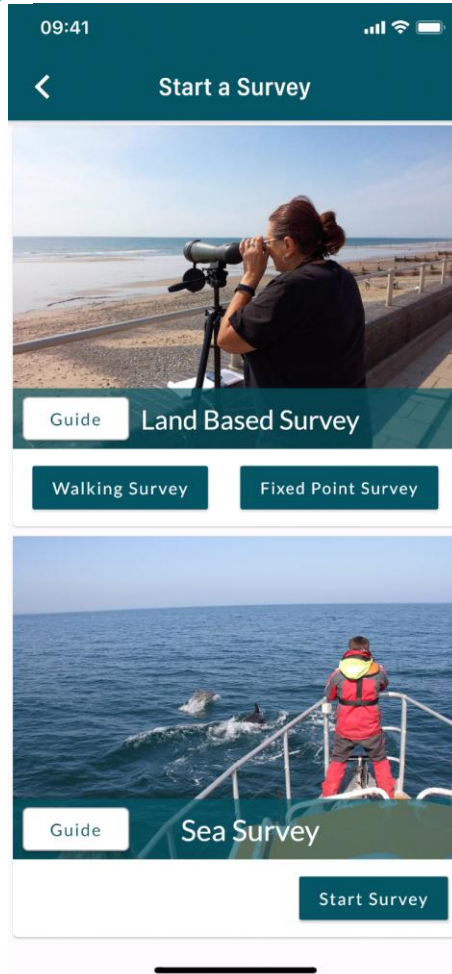 09:41
Start a Survey
Guide
Land Based Survey
Walking Survey
Fixed Point Survey
Guide
Sea Survey
Start Survey